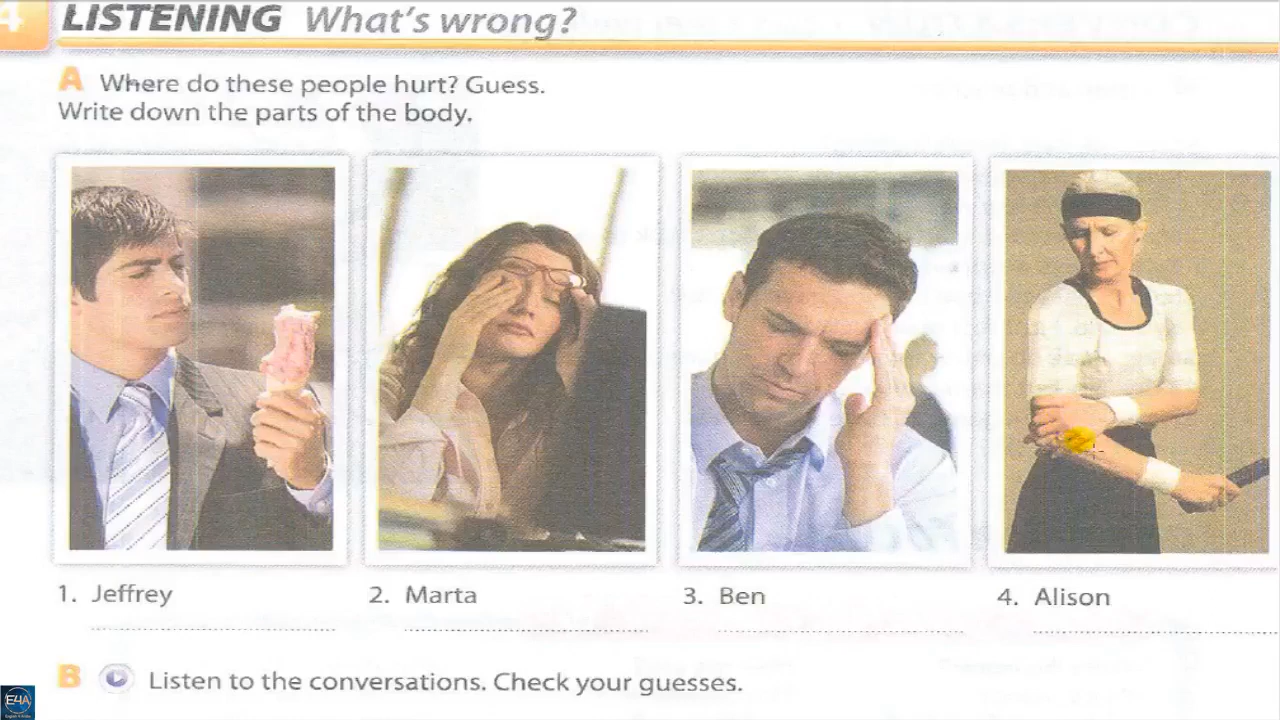 4 LISTENING What's wrong?
A Where do these people hurt? Guess.
Write down the parts of the body.
1. Jeffrey
2. Marta
3. Ben
4. Alison
B Listen to the conversations. Check your guesses.
E4A